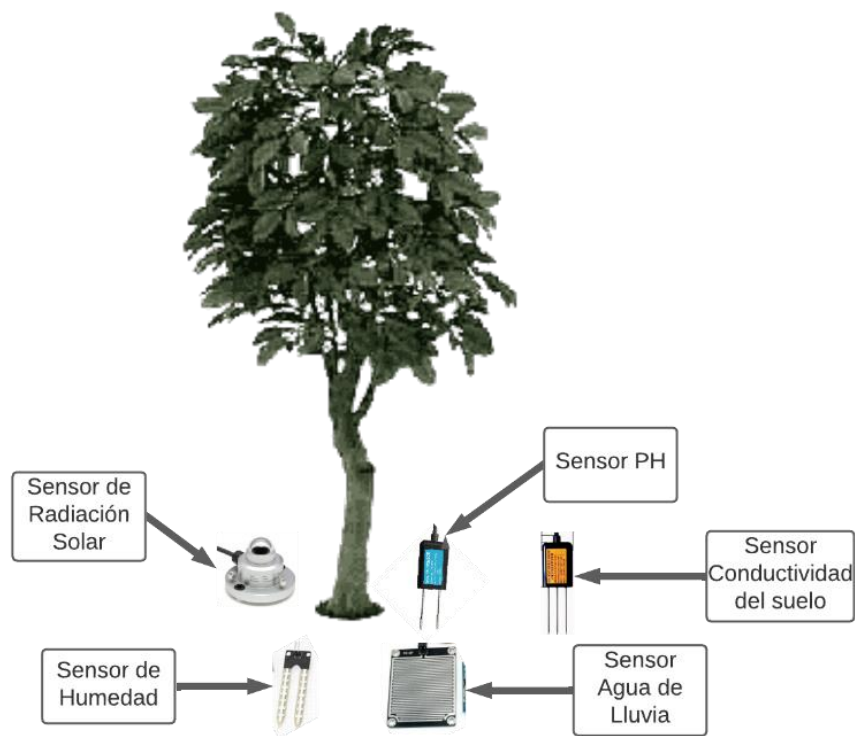 Sensor PH
Sensor de
Radiación
Solar
Sensor
Conductividad
del suelo
Sensor de
Humedad
Sensor
Agua de
Lluvia